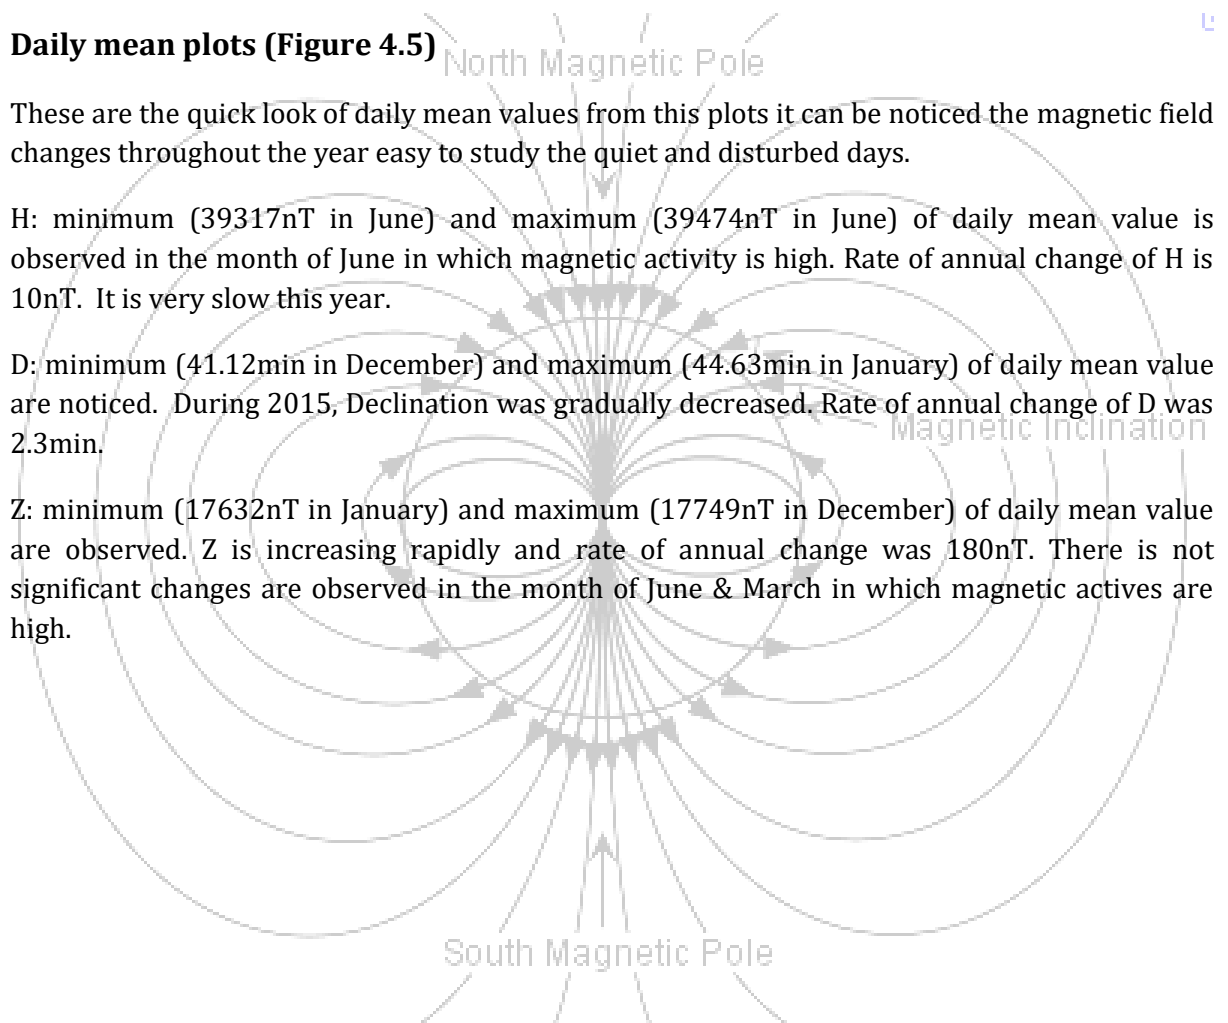 Daily mean plots (Figure 4.5)
North Magnetic Pole
These are the quick look of daily mean values from this plots it can be noticed the magnetic field
changes throughout the year easy to study the quiet and disturbed days.
H: minimum (39317nT in June) and maximum (39474nT in June) of daily mean value is
observed in the month of June in which magnetic activity is high. Rate of annual change of H is
10nT. It is very slow this year.
D: minimum (41.12min in December) and maximum (44.63min in January) of daily mean value
are noticed. During 2015, Declination was gradually decreased. Rate of annual change of D was
Magnetic Inclination
2.3min.
Z: minimum (17632nT in January) and maximum (17749nT in December) of daily mean value
are observed. Z is increasing rapidly and rate of annual change was 180nT. There is not
significant changes are observed in the month of June & March in which magnetic actives are
high.
South Magnetic Pole